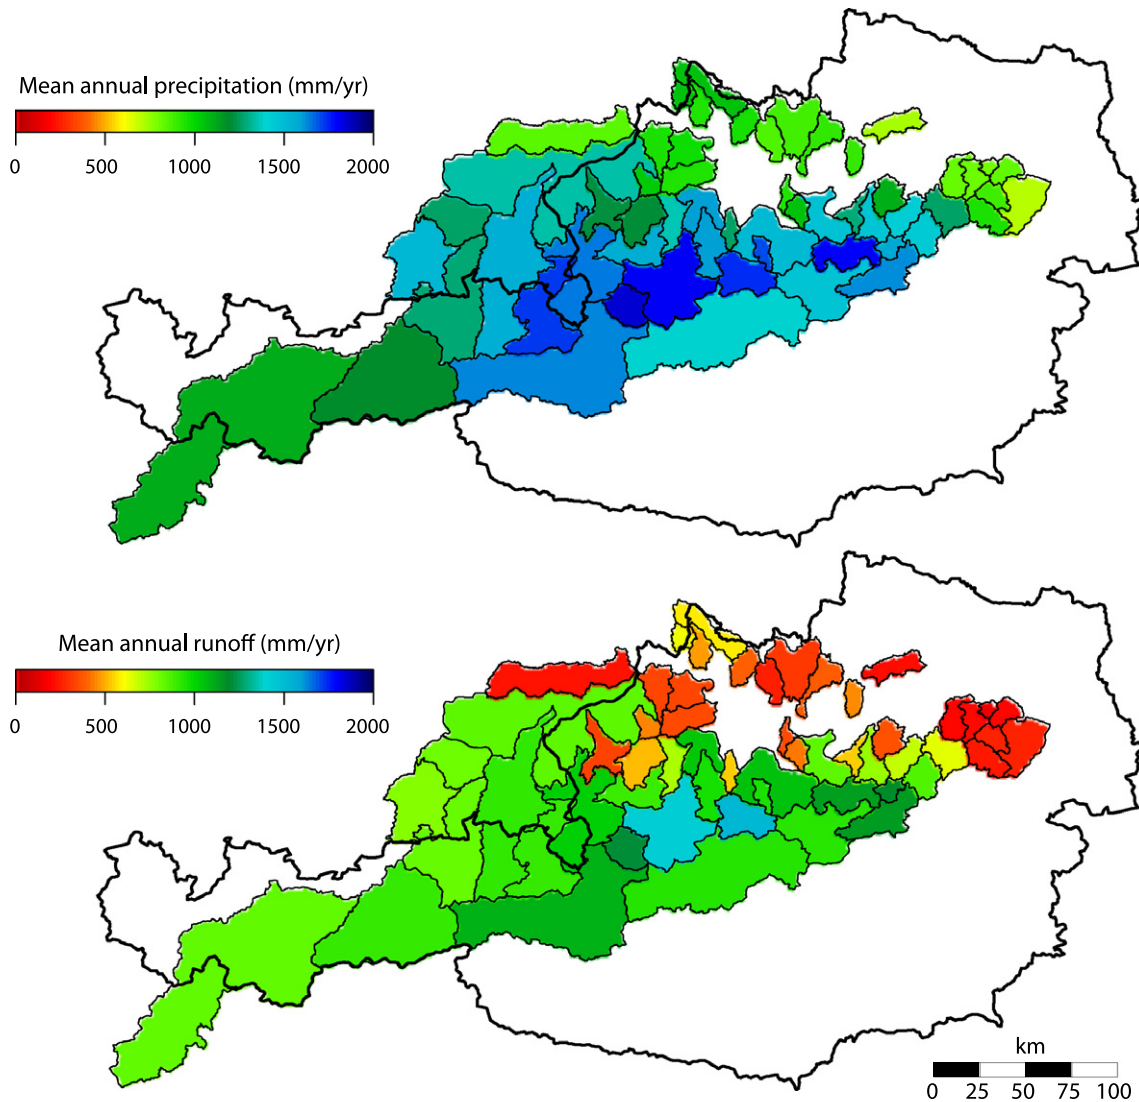 Mean annual precipitation (mm/yr)
0 500 1000 1500 2000
Mean annual runoff (mm/yr)
0 500 1000 1500 2000
km
0 25 50 75 100